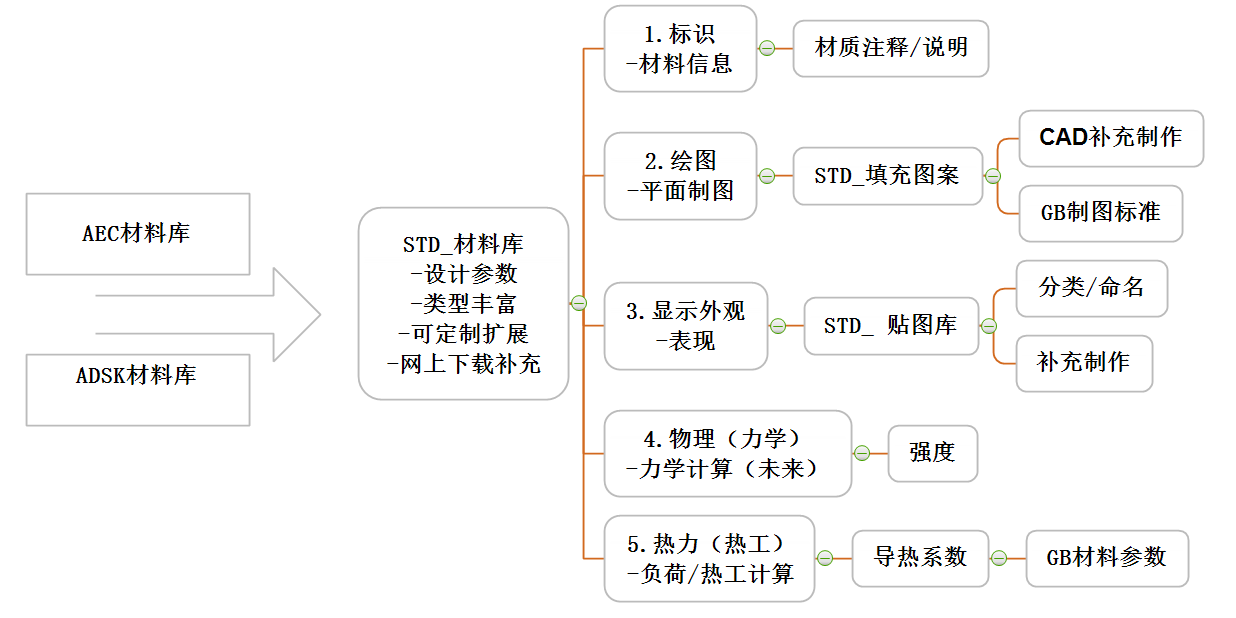 AEC材料库
ADSK材料库
STD_材料库
-设计参数
-类型丰富
-可定制扩展
-网上下载补充
1.标识
-材料信息
材质注释/说明
2.绘图
-平面制图
STD_填充图案
CAD补充制作
GB制图标准
3.显示外观
-表现
STD_ 贴图库
分类/命名
补充制作
4.物理（力学）
-力学计算（未来）
强度
5.热力（热工）
-负荷/热工计算
导热系数
GB材料参数